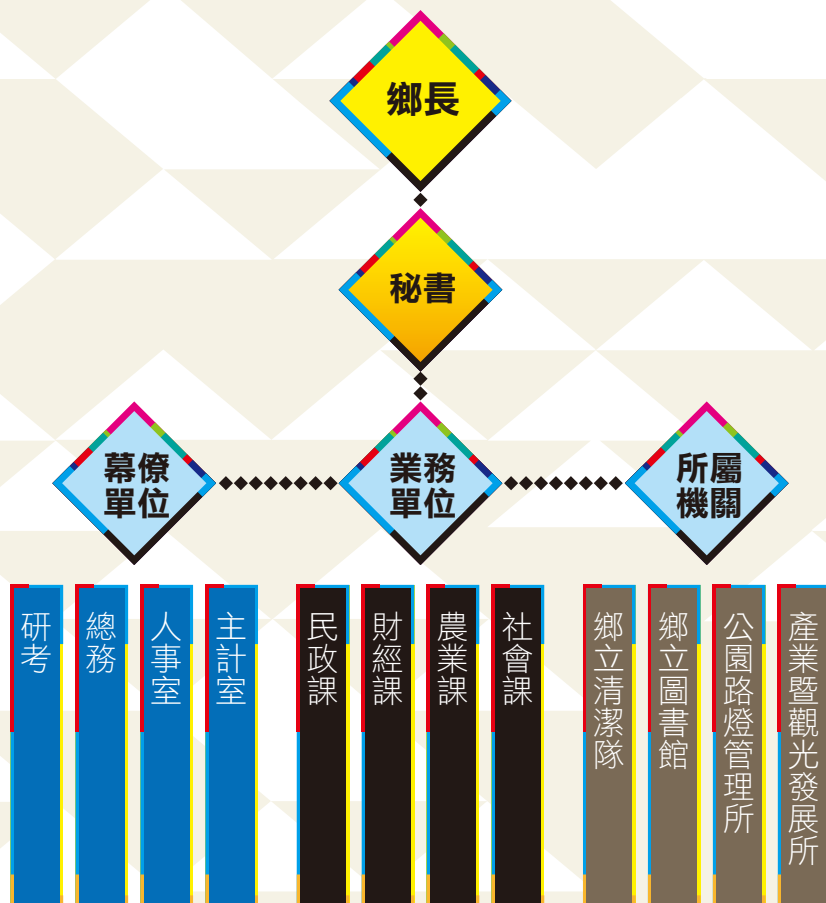 鄉長
秘書
幕僚
單位
業務
單位
所屬
機關
研考
總務
人事室
主計室
民政課
財經課
農業課
社會課
鄉立清潔隊
鄉立圖書館
公園路燈管理所
產業暨觀光發展所